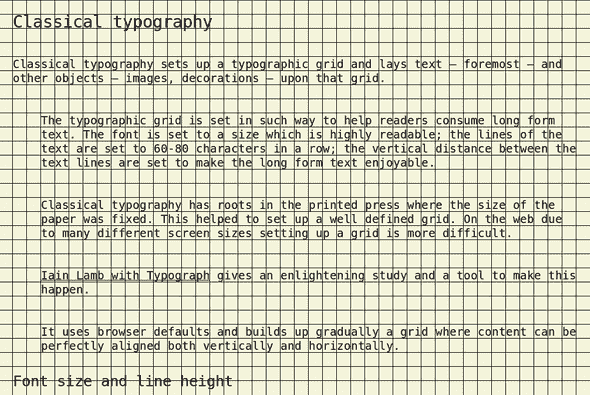 Classical typography
Classical typography sets up a typographic grid and lays text — foremost — and
other objects — images, decorations — upon that grid.
The typographic grid is set in such way to help readers consume long form
text. The font is set to a size which is highly readable; the lines of the
text are set to 60-80 characters in a row; the vertical distance between the
text lines are set to make the long form text enjoyable.
Classical typography has roots in the printed press where the size of the
paper was fixed. This helped to set up a well defined grid. On the web due
to many different screen sizes setting up a grid is more difficult.
Iain Lamb with Typograph gives an enlightening study and a tool to make this
happen.
It uses browser defaults and builds up gradually a grid where content can be
perfectly aligned both vertically and horizontally.
Font size and line height